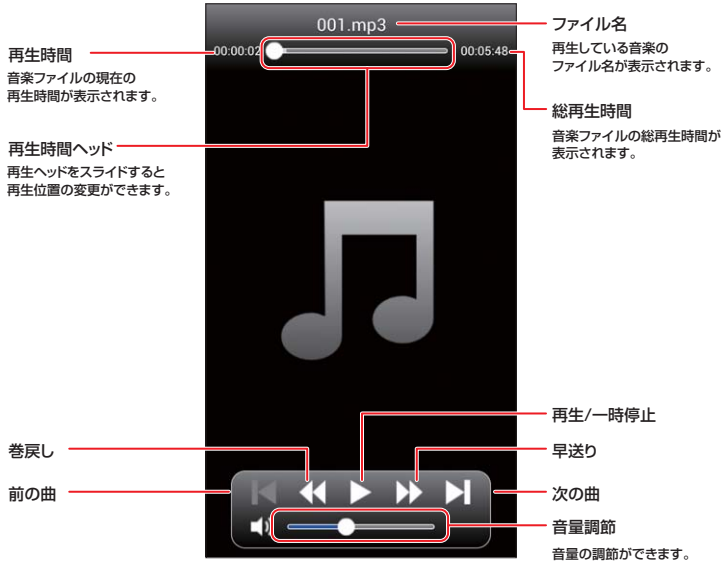 001.mp3
00:00:02
00:05:48
再生時間
音楽ファイルの現在の
再生時間が表示されます。
再生時間ヘッド
再生ヘッドをスライドすると
再生位置の変更ができます。
ファイル名
再生している音楽の
ファイル名が表示されます。
総再生時間
音楽ファイルの総再生時間が
表示されます。
再生/一時停止
巻戻し
早送り
前の曲
次の曲
音量調節
音量の調節ができます。